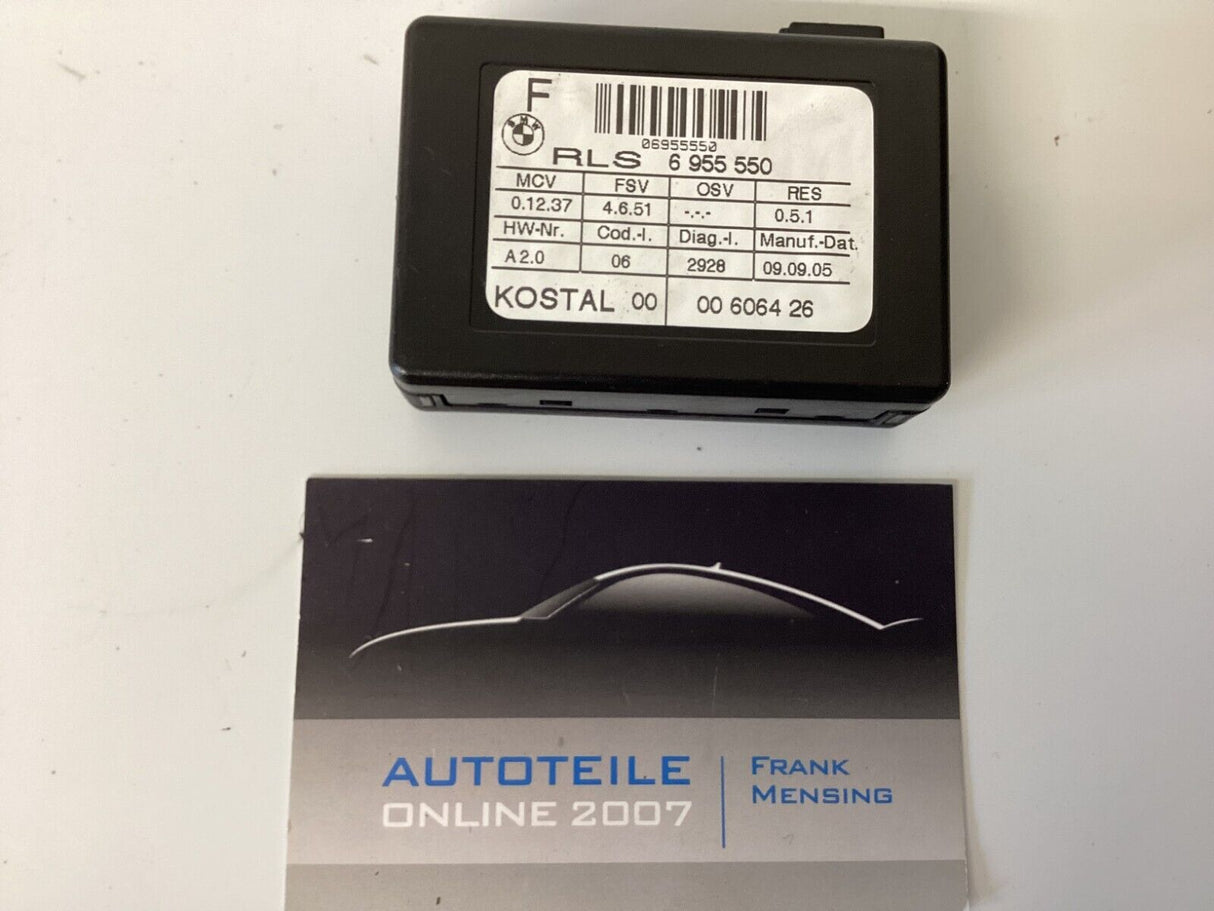 F
BMW
06955550
RLS 6 955 550
MCV FSV OSV RES
0.12.37 4.6.51 -.-.- 0.5.1
HW-Nr. Cod.-I. Diag.-I. Manuf.-Dat.
A 2.0 06 2928 09.09.05
KOSTAL 00 00 6064 26
AUTOTEILE
ONLINE 2007
FRANK
MENSING